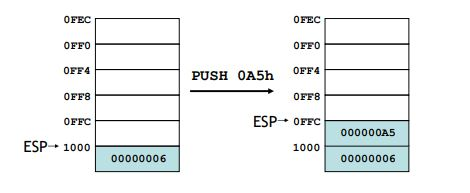 0FEC
0FF0
0FF4
0FF8
0FFC
ESP→ 1000
00000006
PUSH 0A5h
0FEC
0FF0
0FF4
0FF8
ESP→ 0FFC
000000A5
1000
00000006